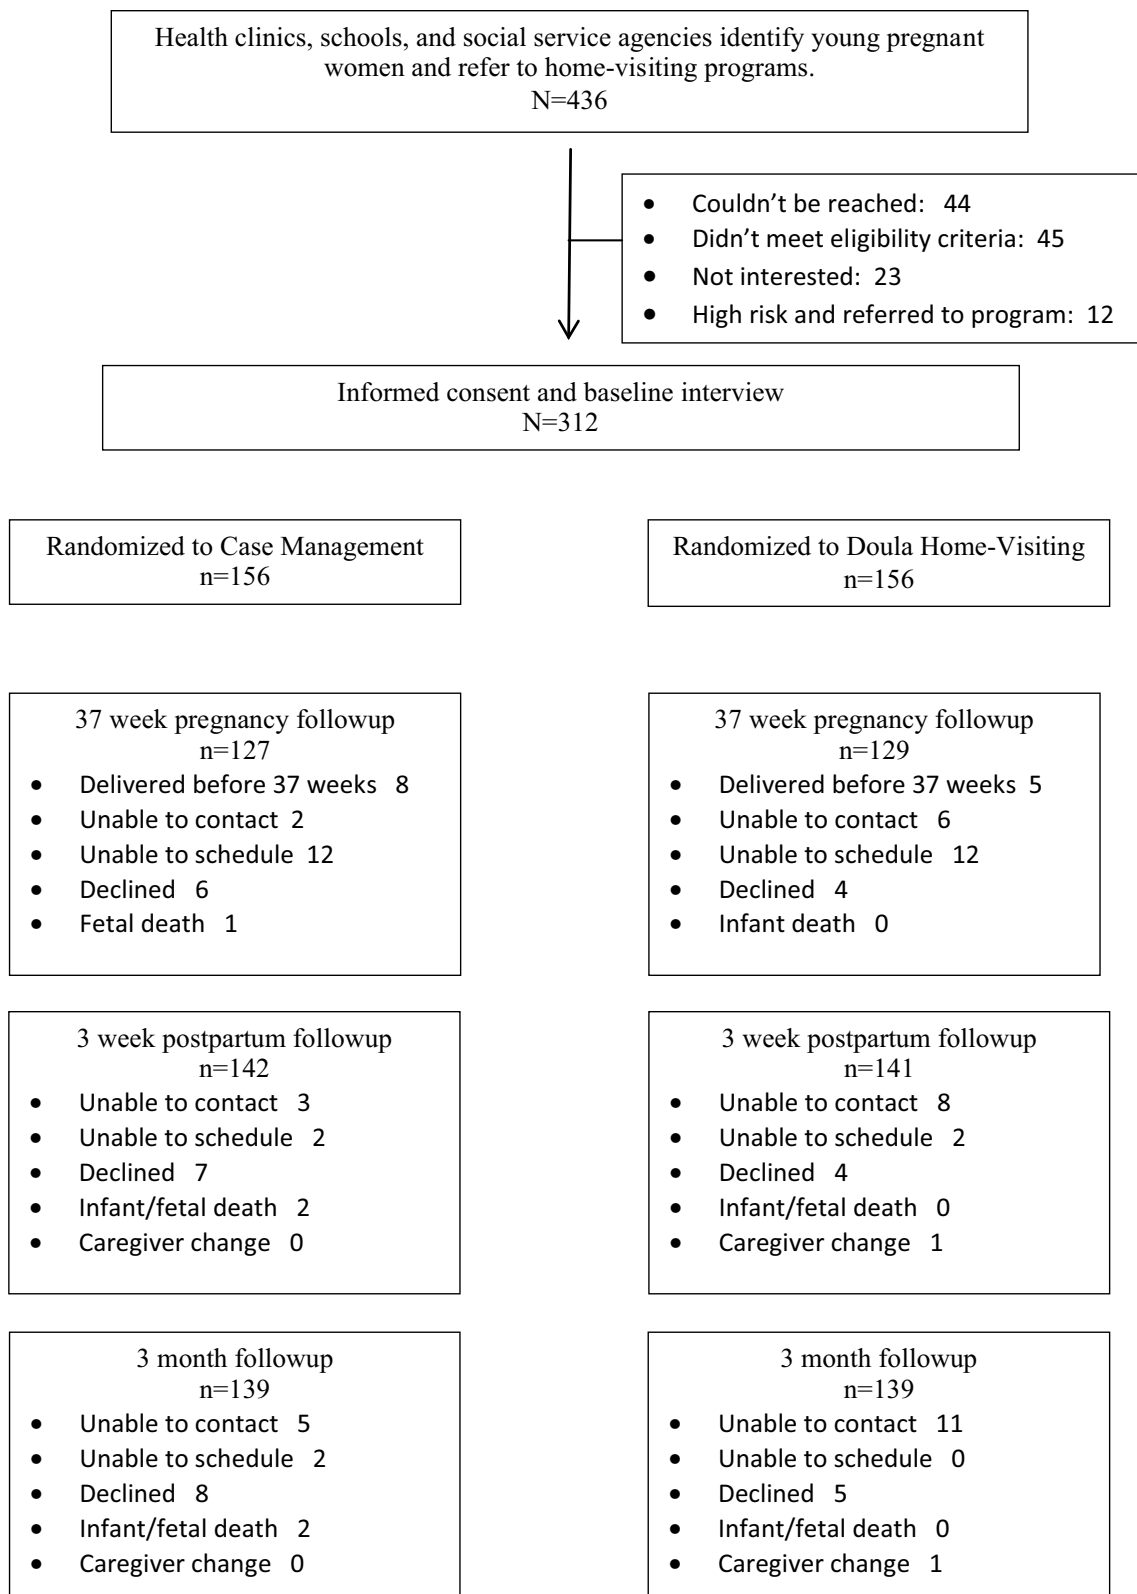 Health clinics, schools, and social service agencies identify young pregnant
women and refer to home-visiting programs.
N=436
• Couldn’t be reached: 44
• Didn’t meet eligibility criteria: 45
• Not interested: 23
• High risk and referred to program: 12
Informed consent and baseline interview
N=312
Randomized to Case Management
n=156
Randomized to Doula Home-Visiting
n=156
37 week pregnancy followup
n=127
• Delivered before 37 weeks 8
• Unable to contact 2
• Unable to schedule 12
• Declined 6
• Fetal death 1
37 week pregnancy followup
n=129
• Delivered before 37 weeks 5
• Unable to contact 6
• Unable to schedule 12
• Declined 4
• Infant death 0
3 week postpartum followup
n=142
• Unable to contact 3
• Unable to schedule 2
• Declined 7
• Infant/fetal death 2
• Caregiver change 0
3 week postpartum followup
n=141
• Unable to contact 8
• Unable to schedule 2
• Declined 4
• Infant/fetal death 0
• Caregiver change 1
3 month followup
n=139
• Unable to contact 5
• Unable to schedule 2
• Declined 8
• Infant/fetal death 2
• Caregiver change 0
3 month followup
n=139
• Unable to contact 11
• Unable to schedule 0
• Declined 5
• Infant/fetal death 0
• Caregiver change 1